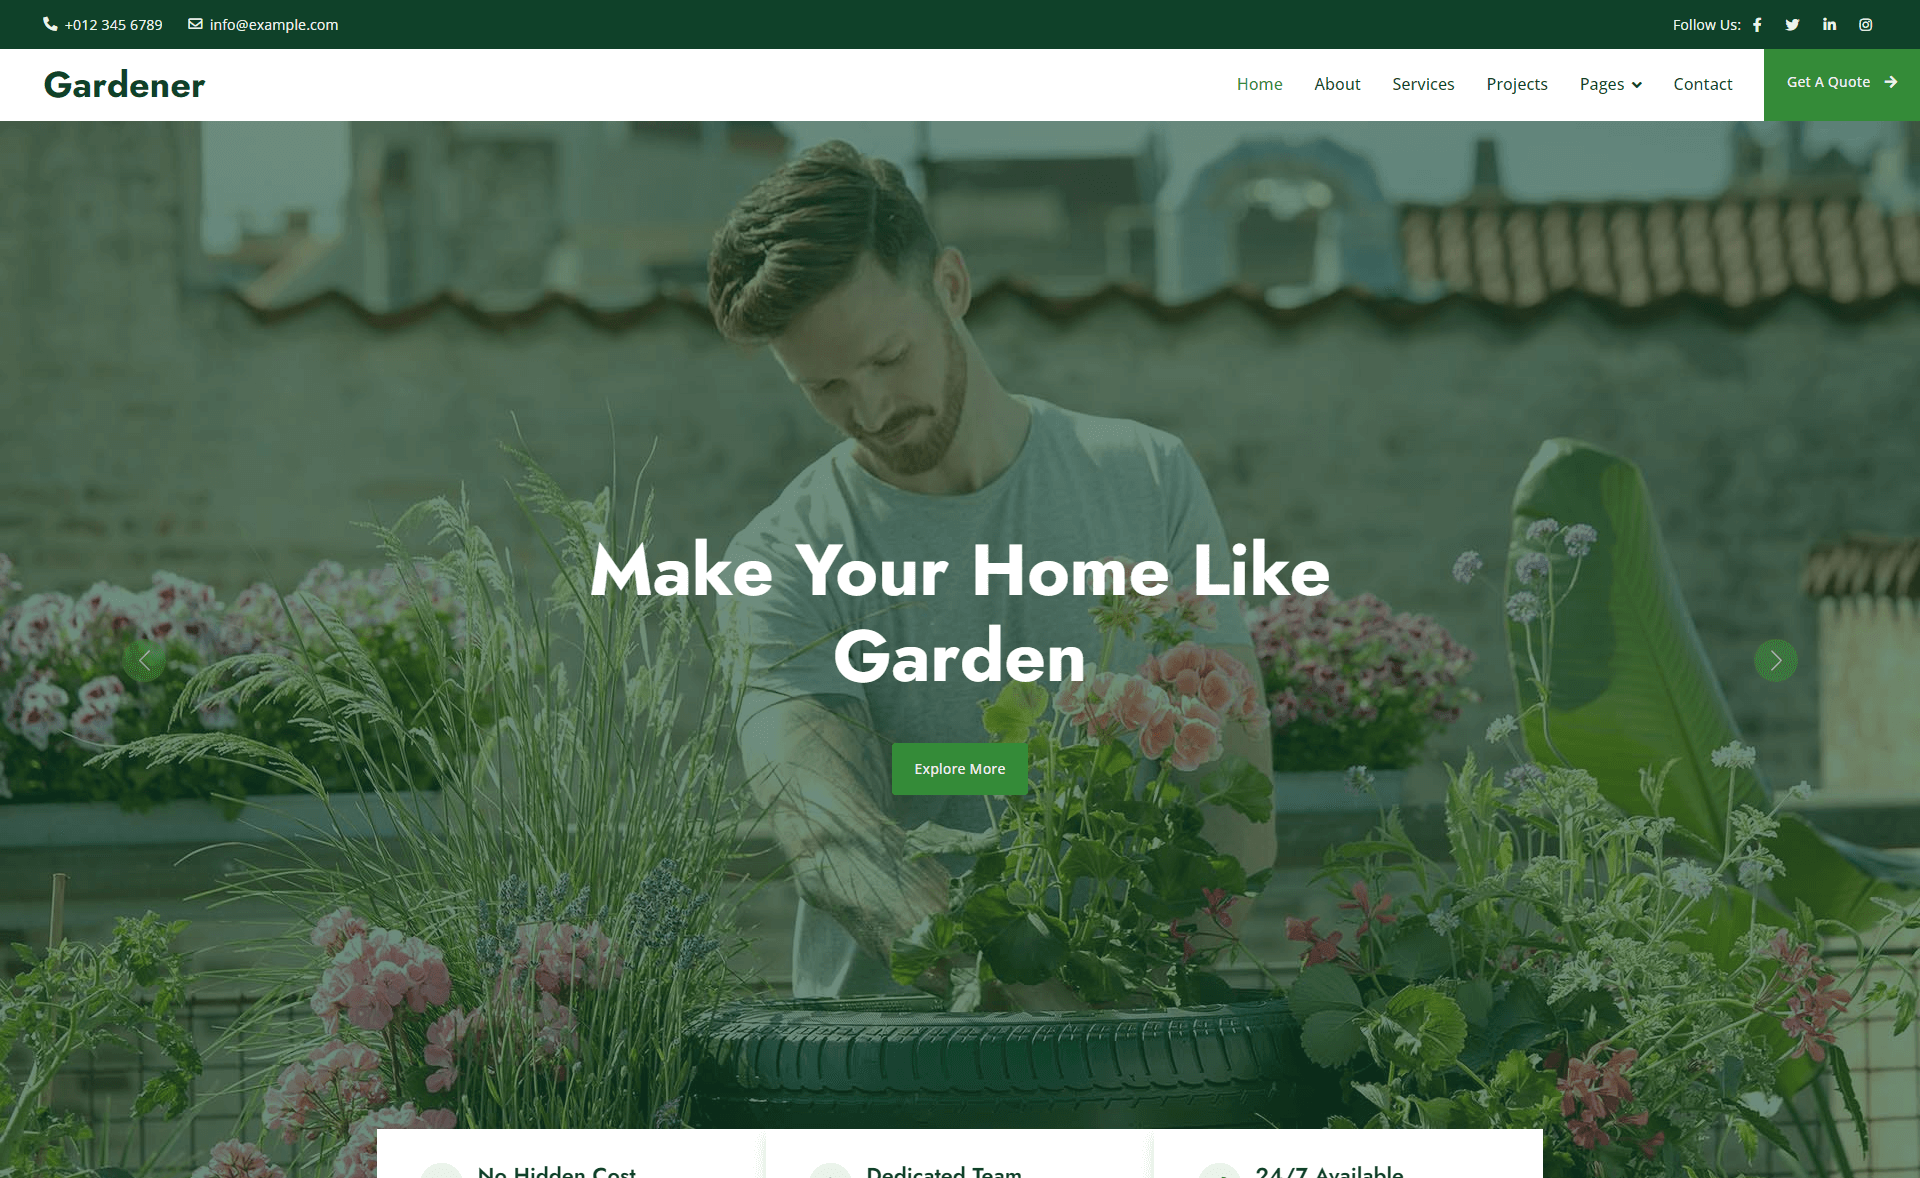 +012 345 6789 info@example.com Follow Us:
Gardener Home About Services Projects Pages Contact Get A Quote
Make Your Home Like
Garden
Explore More
No Hidden Cost Dedicated Team 24/7 Available